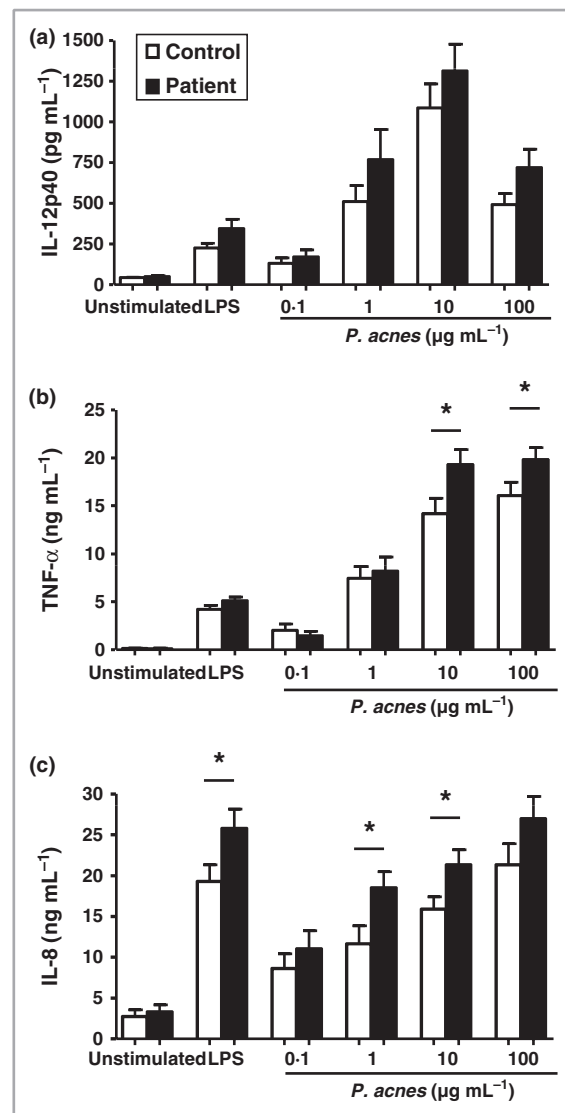 (a)
Control
Patient
IL-12p40 (pg mL⁻¹)
1500
1250
750
500
250
0
Unstimulated LPS 0·1 1 10 100
P. acnes (µg mL⁻¹)
(b)
TNF-α (ng mL⁻¹)
25
20
15
10
5
0
* *
Unstimulated LPS 0·1 1 10 100
P. acnes (µg mL⁻¹)
(c)
IL-8 (ng mL⁻¹)
30
25
20
15
10
5
0
* * *
Unstimulated LPS 0·1 1 10 100
P. acnes (µg mL⁻¹)